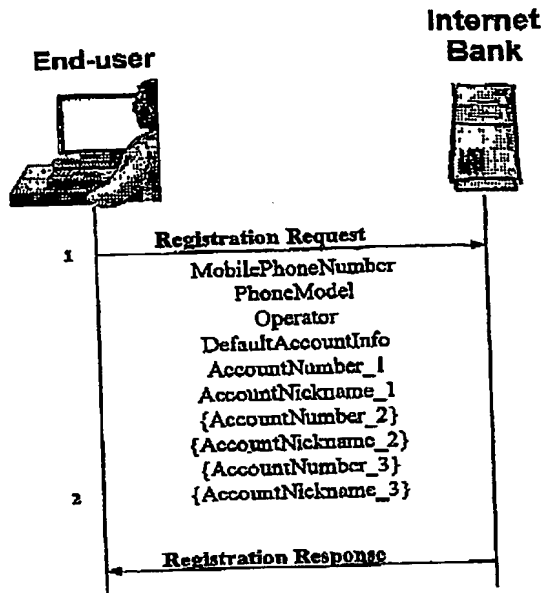 Internet
Bank
End-user
1
Registration Request
MobilePhoneNumber
PhoneModel
Operator
DefaultAccountInfo
AccountNumber_1
AccountNickname_1
{AccountNumber_2}
{AccountNickname_2}
{AccountNumber_3}
{AccountNickname_3}
2
Registration Response